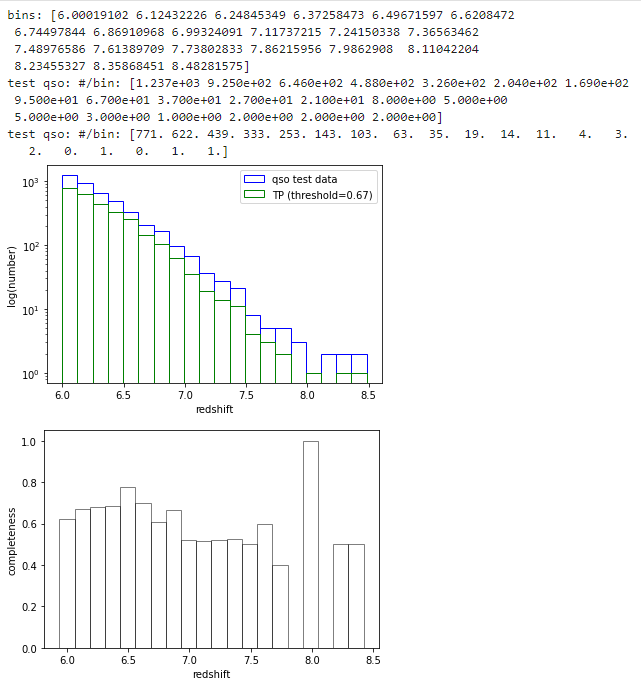 bins: [6.00019102 6.12432226 6.24845349 6.37258473 6.49671597 6.6208472
6.74497844 6.86910968 6.99324091 7.11737215 7.24150338 7.36563462
7.48976586 7.61389709 7.73802833 7.86215956 7.9862908 8.11042204
8.23455327 8.35868451 8.48281575]
test qso: #/bin: [1.237e+03 9.250e+02 6.460e+02 4.880e+02 3.260e+02 2.040e+02 1.690e+02
9.500e+01 6.700e+01 3.700e+01 2.700e+01 2.100e+01 8.000e+00 5.000e+00
5.000e+00 3.000e+00 1.000e+00 2.000e+00 2.000e+00 2.000e+00]
test qso: #/bin: [771. 622. 439. 333. 253. 143. 103. 63. 35. 19. 14. 11. 4. 3.
2. 0. 1. 0. 1. 1.]
qso test data
TP (threshold=0.67)
10³
10²
10¹
10⁰
log(number)
6.0 6.5 7.0 7.5 8.0 8.5
redshift
1.0
0.8
0.6
0.4
0.2
0.0
completeness
6.0 6.5 7.0 7.5 8.0 8.5
redshift